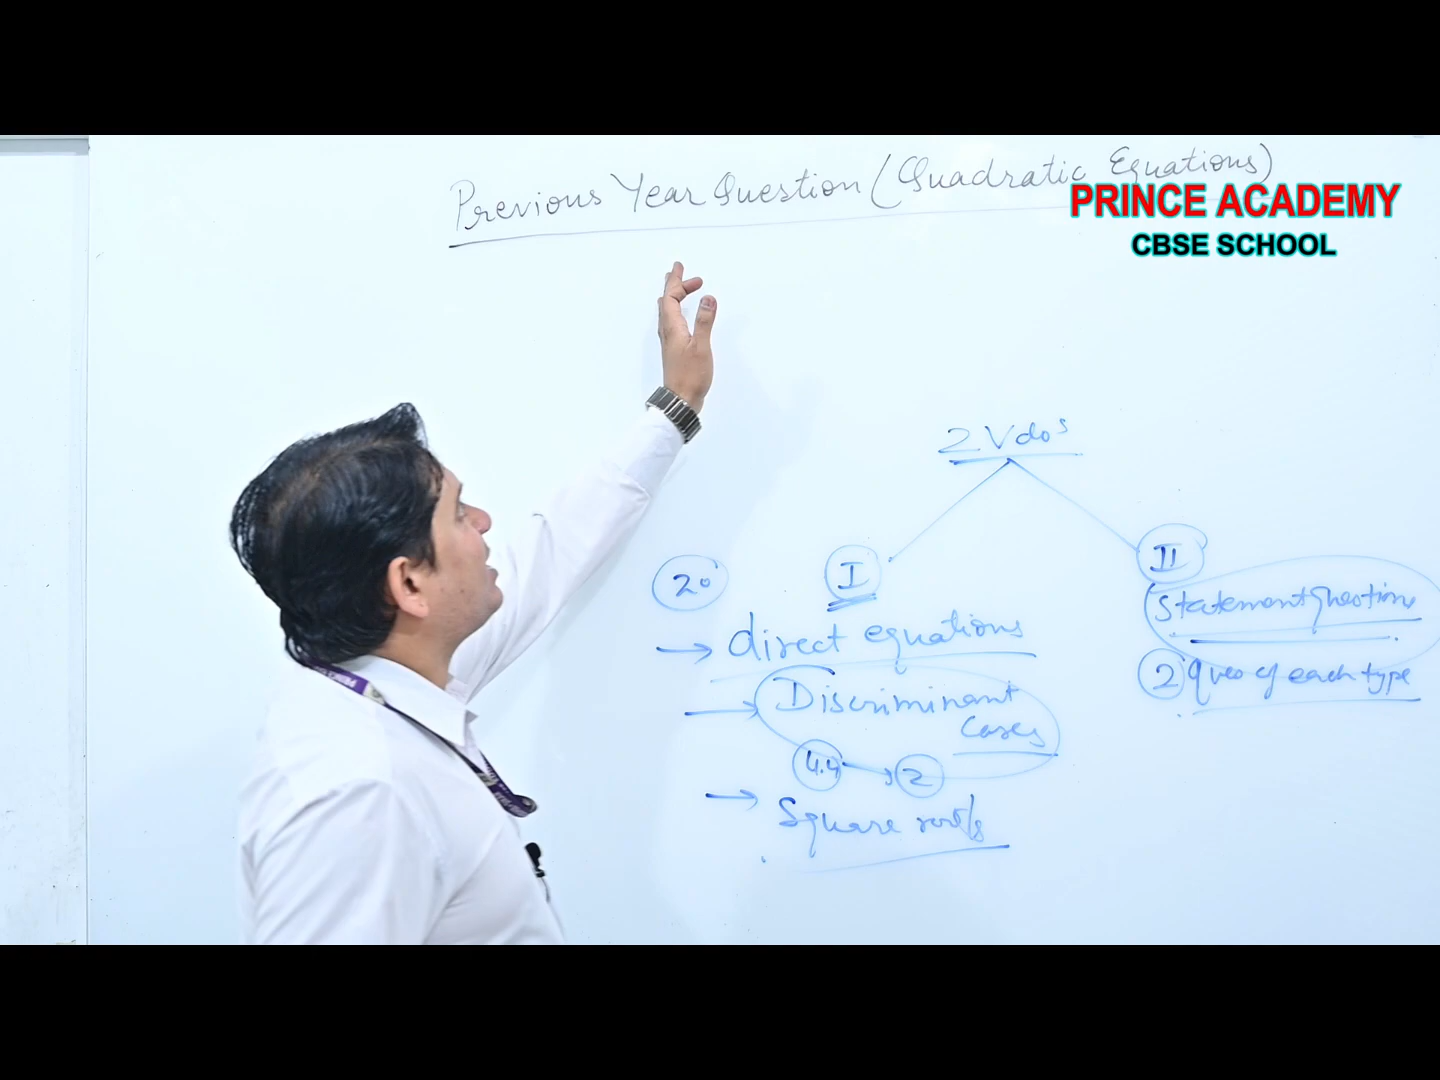 Previous Year Question (Quadratic Equations)
PRINCE ACADEMY
CBSE SCHOOL
2 Vdos
I
II
20
Statement question
→ direct equations
2 ques of each type
→ Discriminant
Cases
4.4 → 2
→ Square roots